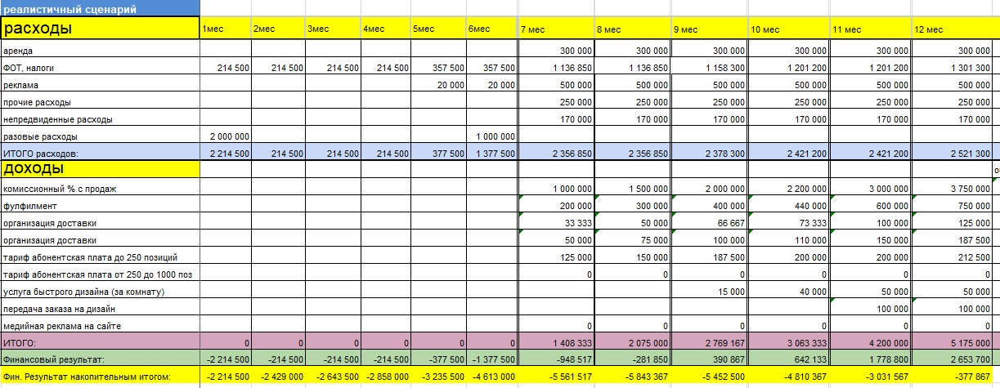 реалистичный сценарий
расходы 1мес 2мес 3мес 4мес 5мес 6мес 7 мес 8 мес 9 мес 10 мес 11 мес 12 мес
аренда 300 000 300 000 300 000 300 000 300 000 300 000
ФОТ, налоги 214 500 214 500 214 500 214 500 357 500 357 500 1 136 850 1 136 850 1 158 300 1 201 200 1 201 200 1 301 300
реклама 20 000 20 000 500 000 500 000 500 000 500 000 500 000 500 000
прочие расходы 250 000 250 000 250 000 250 000 250 000 250 000
непредвиденные расходы 170 000 170 000 170 000 170 000 170 000 170 000
разовые расходы 2 000 000 1 000 000
ИТОГО расходов: 2 214 500 214 500 214 500 214 500 377 500 1 377 500 2 356 850 2 356 850 2 378 300 2 421 200 2 421 200 2 521 300
доходы
комиссионный % с продаж 1 000 000 1 500 000 2 000 000 2 200 000 3 000 000 3 750 000
фулфилмент 200 000 300 000 400 000 440 000 600 000 750 000
организация доставки 33 333 50 000 66 667 73 333 100 000 125 000
организация доставки 50 000 75 000 100 000 110 000 150 000 187 500
тариф абонентская плата до 250 позиций 125 000 150 000 187 500 200 000 200 000 212 500
тариф абонентская плата от 250 до 1000 поз 0 0 0 0 0 0
услуга быстрого дизайна (за комнату) 15 000 40 000 50 000 50 000
передача заказа на дизайн 100 000 100 000
медийная реклама на сайте 0 0 0 0 0 0
ИТОГО: 0 0 0 0 0 0 1 408 333 2 075 000 2 769 167 3 063 333 4 200 000 5 175 000
Финансовый результат: -2 214 500 -214 500 -214 500 -214 500 -377 500 -1 377 500 -948 517 -281 850 390 867 642 133 1 778 800 2 653 700
Фин. Результат накопительным итогом: -2 214 500 -2 429 000 -2 643 500 -2 858 000 -3 235 500 -4 613 000 -5 561 517 -5 843 367 -5 452 500 -4 810 367 -3 031 567 -377 867